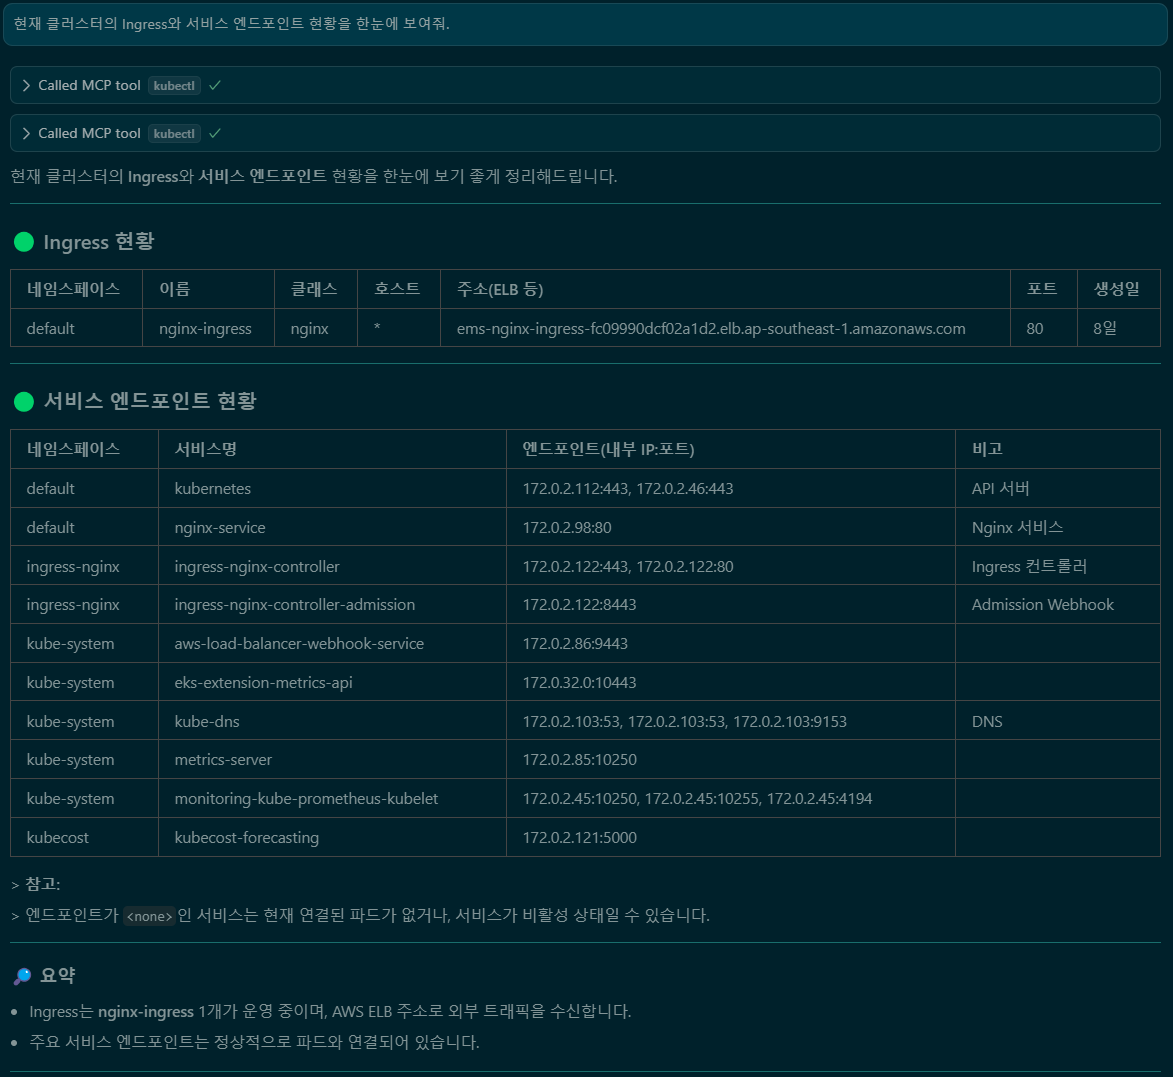 현재 클러스터의 Ingress와 서비스 엔드포인트 현황을 한눈에 보여줘.
Called MCP tool kubectl
Called MCP tool kubectl
현재 클러스터의 Ingress와 서비스 엔드포인트 현황을 한눈에 보기 좋게 정리해드립니다.
Ingress 현황
네임스페이스 이름 클래스 호스트 주소(ELB 등) 포트 생성일
default nginx-ingress nginx * ems-nginx-ingress-fc09990dcf02a1d2.elb.ap-southeast-1.amazonaws.com 80 8일
서비스 엔드포인트 현황
네임스페이스 서비스명 엔드포인트(내부 IP:포트) 비고
default kubernetes 172.0.2.112:443, 172.0.2.46:443 API 서버
default nginx-service 172.0.2.98:80 Nginx 서비스
ingress-nginx ingress-nginx-controller 172.0.2.122:443, 172.0.2.122:80 Ingress 컨트롤러
ingress-nginx ingress-nginx-controller-admission 172.0.2.122:8443 Admission Webhook
kube-system aws-load-balancer-webhook-service 172.0.2.86:9443
kube-system eks-extension-metrics-api 172.0.32.0:10443
kube-system kube-dns 172.0.2.103:53, 172.0.2.103:53, 172.0.2.103:9153 DNS
kube-system metrics-server 172.0.2.85:10250
kube-system monitoring-kube-prometheus-kubelet 172.0.2.45:10250, 172.0.2.45:10255, 172.0.2.45:4194
kubecost kubecost-forecasting 172.0.2.121:5000
> 참고:
> 엔드포인트가 <none>인 서비스는 현재 연결된 파드가 없거나, 서비스가 비활성 상태일 수 있습니다.
요약
• Ingress는 nginx-ingress 1개가 운영 중이며, AWS ELB 주소로 외부 트래픽을 수신합니다.
• 주요 서비스 엔드포인트는 정상적으로 파드와 연결되어 있습니다.